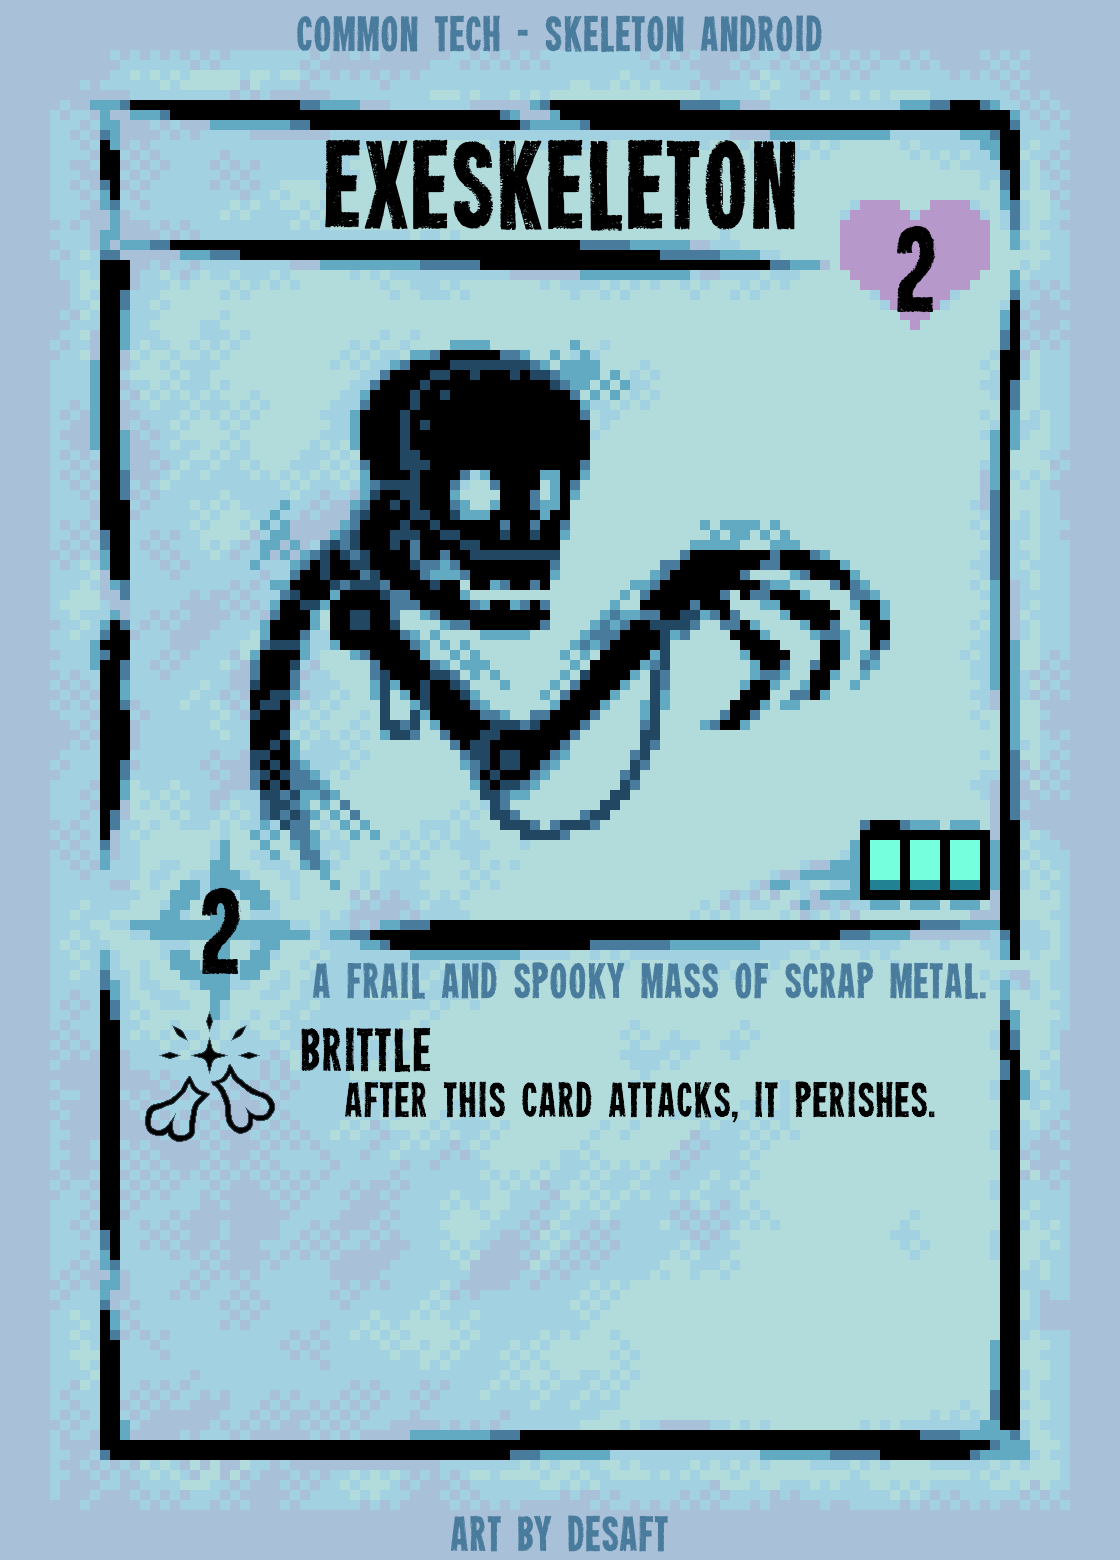 COMMON TECH - SKELETON ANDROID
EXESKELETON
2
2
A FRAIL AND SPOOKY MASS OF SCRAP METAL.
BRITTLE
AFTER THIS CARD ATTACKS, IT PERISHES.
ART BY DESAFT